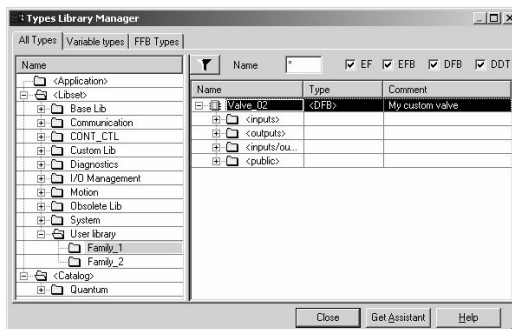 Types Library Manager
All Types Variable types FFB Types
Name
<Application>
<Libset>
Base Lib
Communication
CONT_CTL
Custom Lib
Diagnostics
I/O Management
Motion
Obsolete Lib
System
User library
Family_1
Family_2
<Catalog>
Quantum
Name * EF EFB DFB DDT
Name Type Comment
Valve_02 <DFB> My custom valve
<inputs>
<outputs>
<inputs/ou...
<public>
Close Get Assistant Help